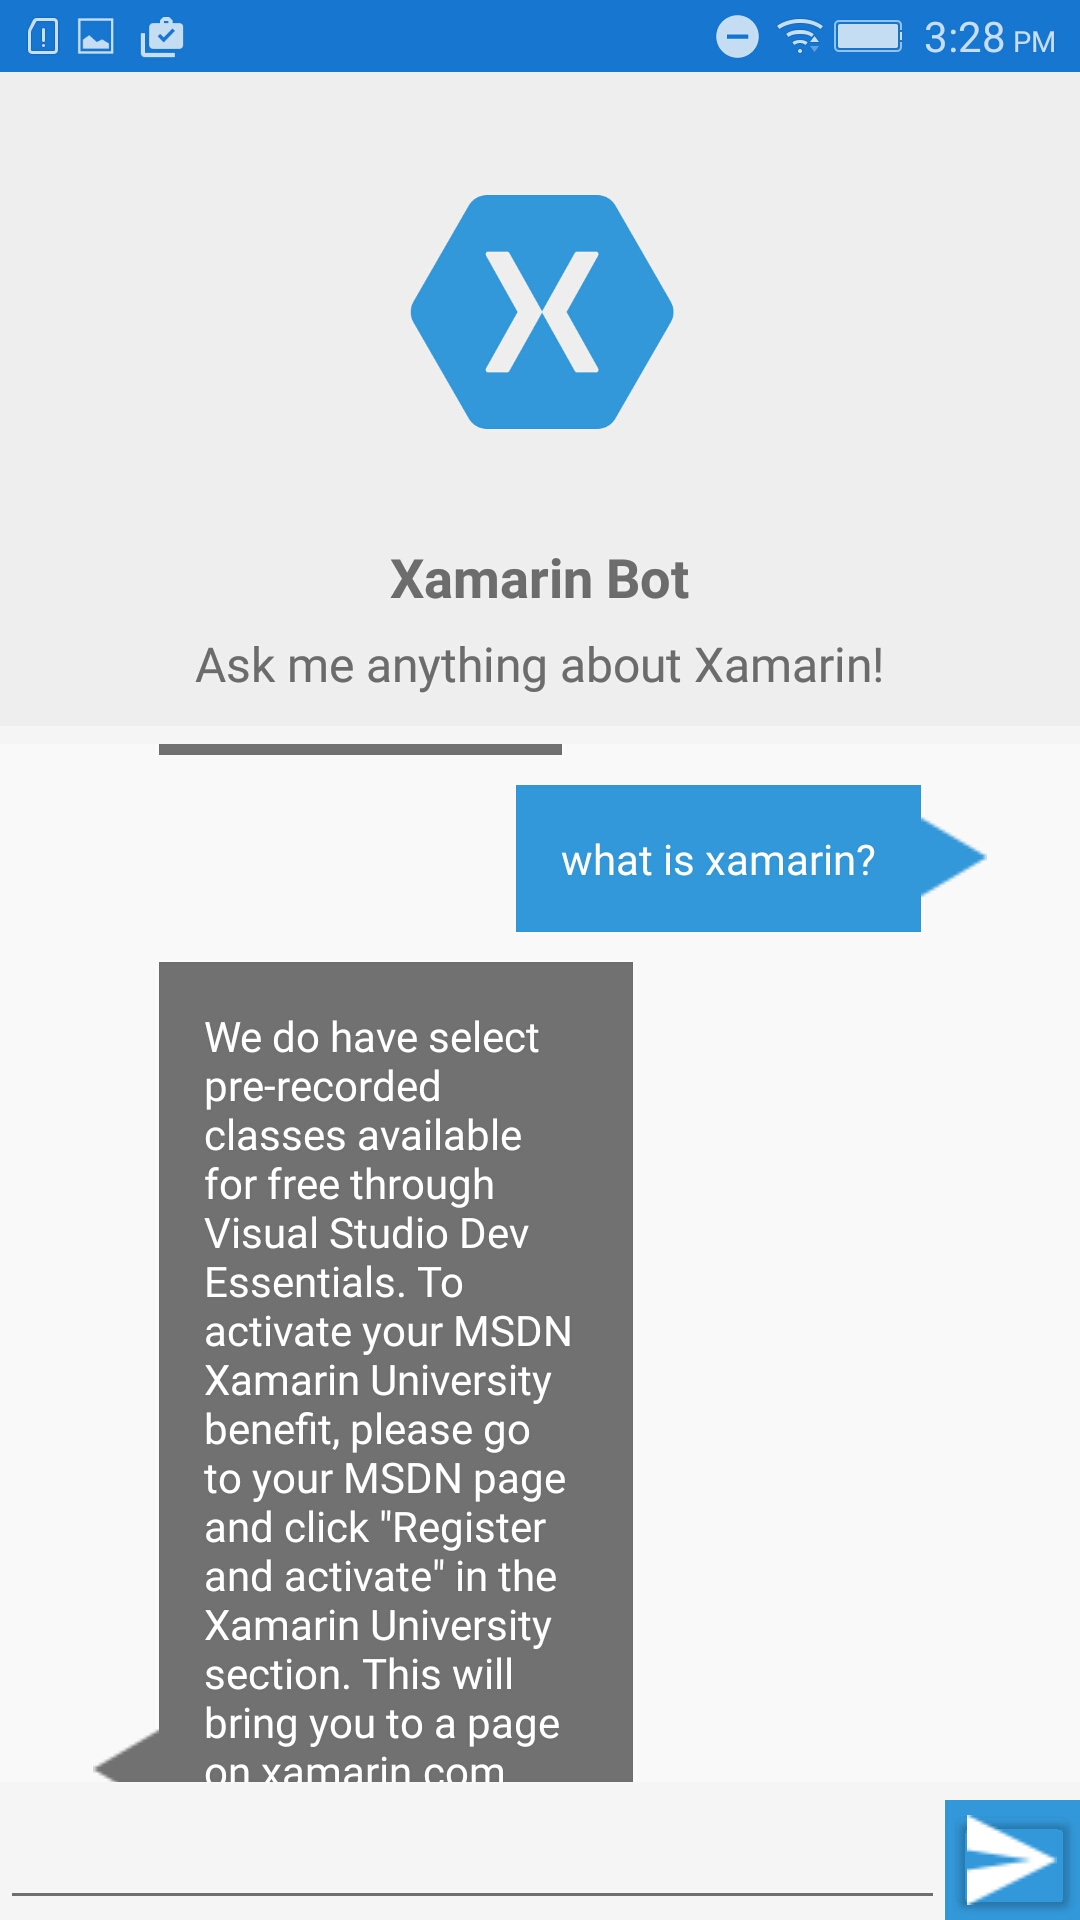 3:28 PM
X
Xamarin Bot
Ask me anything about Xamarin!
what is xamarin?
We do have select
pre-recorded
classes available
for free through
Visual Studio Dev
Essentials. To
activate your MSDN
Xamarin University
benefit, please go
to your MSDN page
and click "Register
and activate" in the
Xamarin University
section. This will
bring you to a page
on xamarin.com